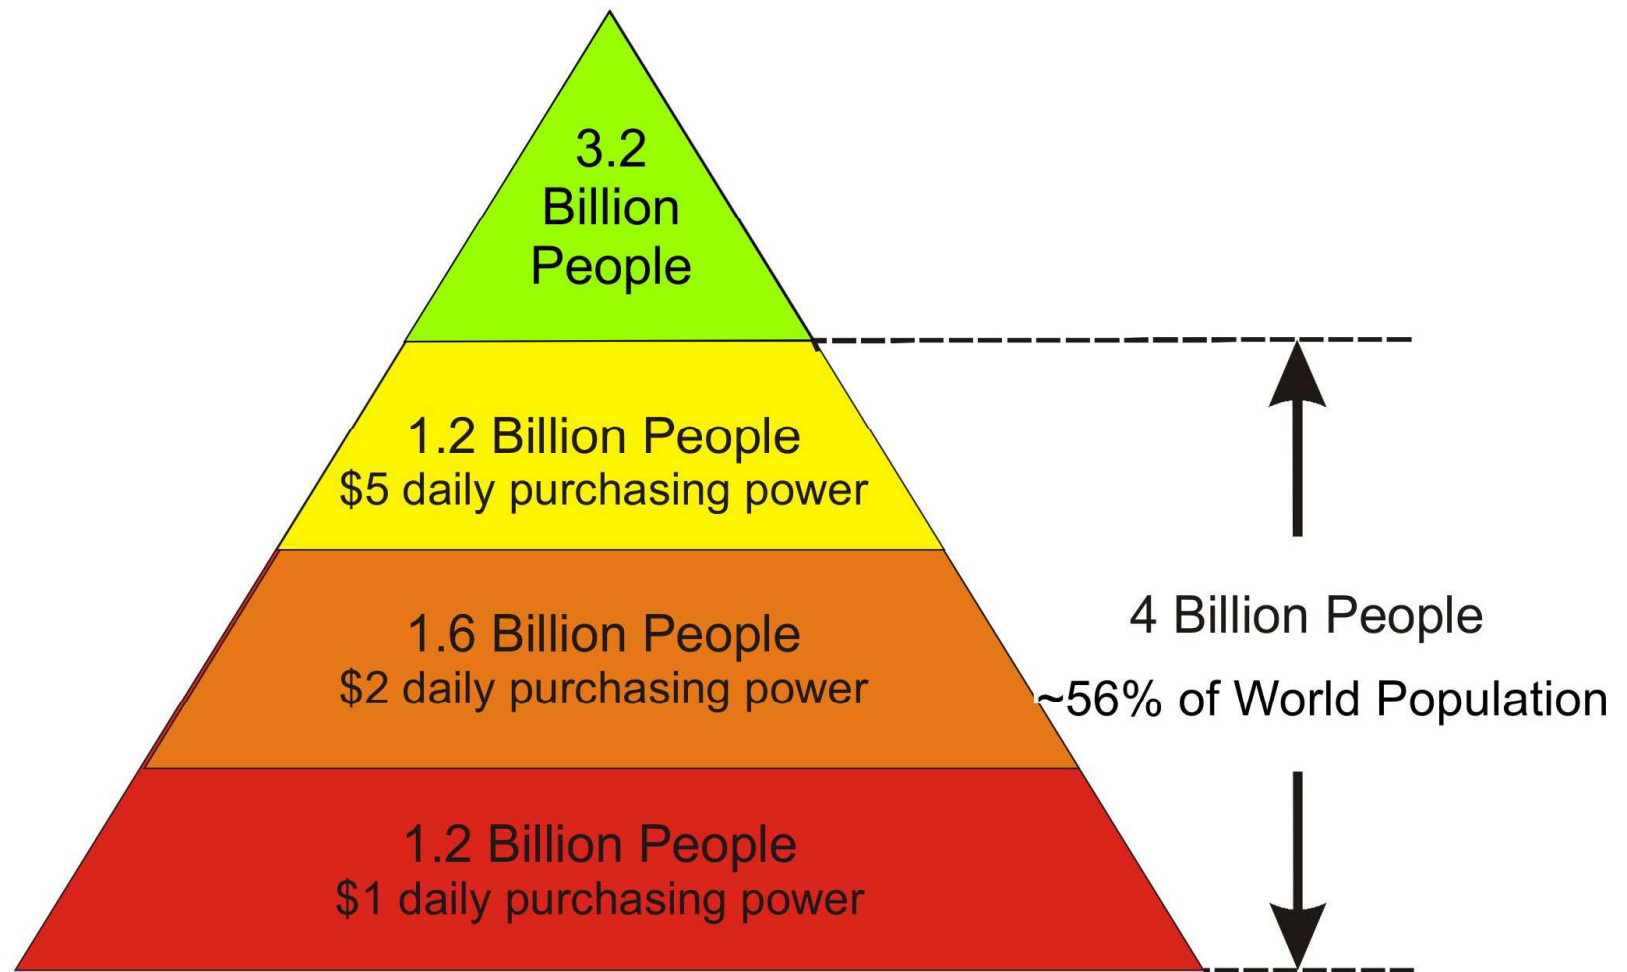 3.2
Billion
People
1.2 Billion People
$5 daily purchasing power
1.6 Billion People
$2 daily purchasing power
4 Billion People
~56% of World Population
1.2 Billion People
$1 daily purchasing power